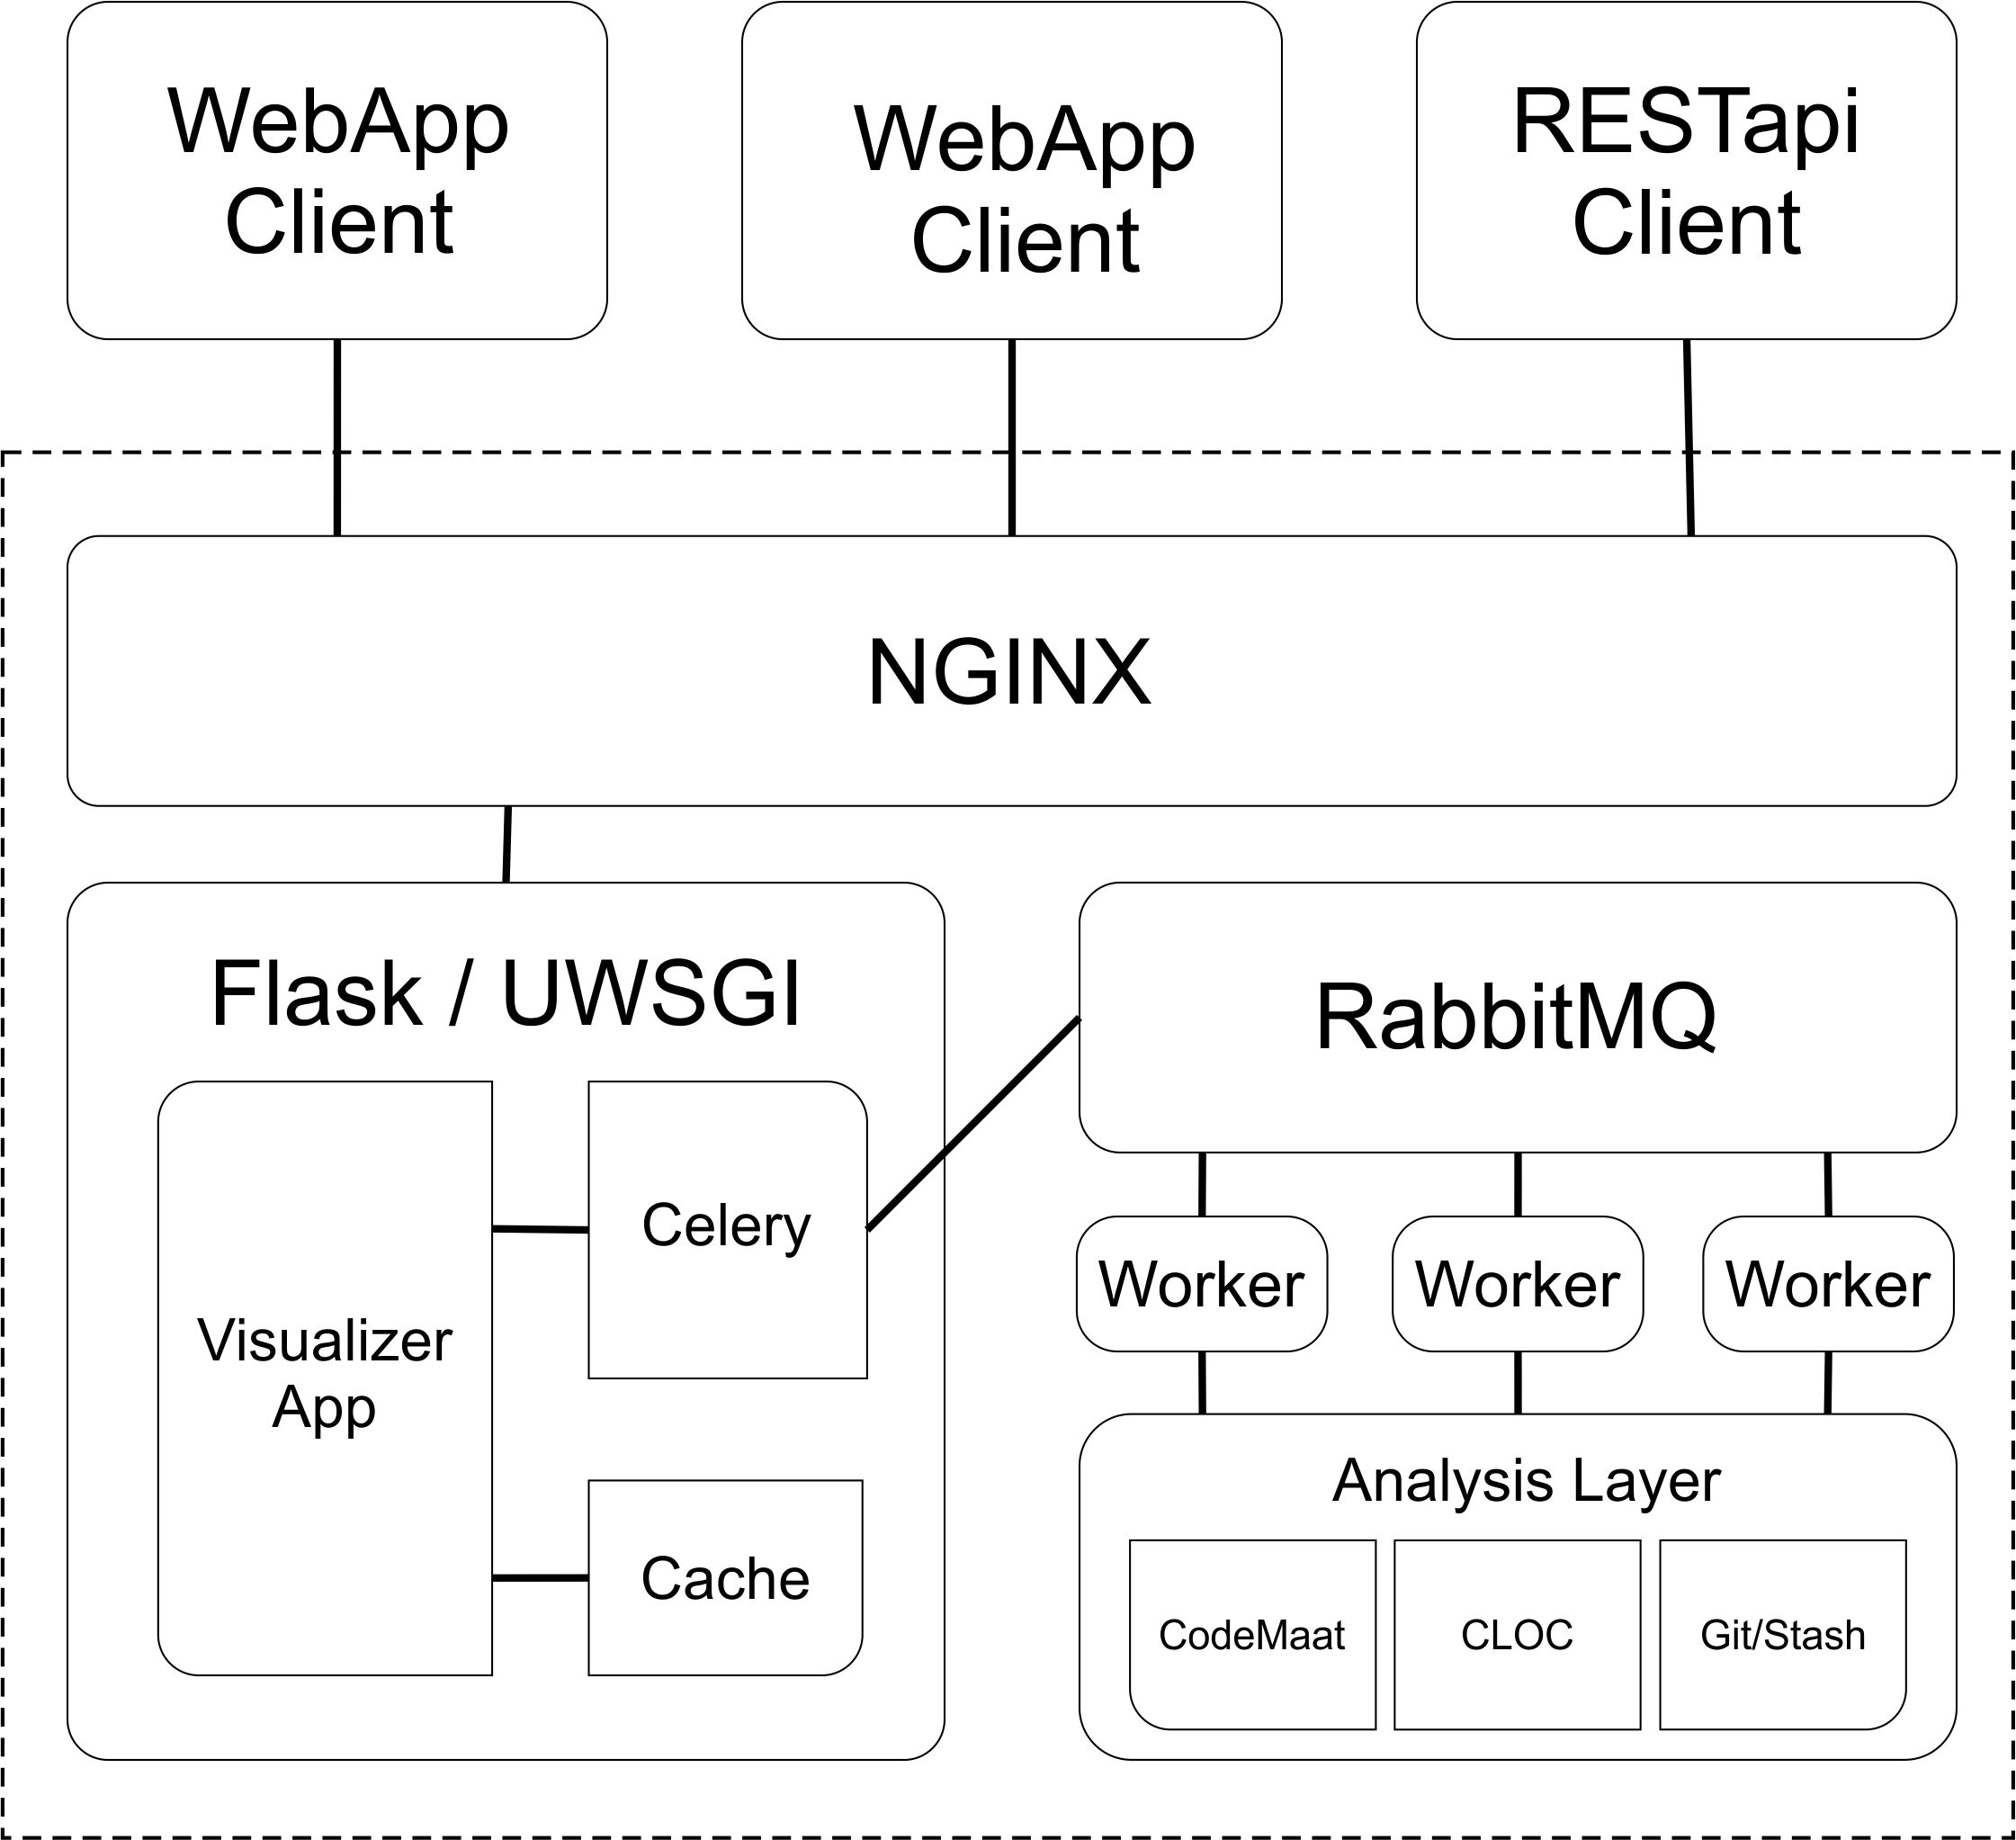 WebApp
Client
WebApp
Client
RESTapi
Client
NGINX
Flask / UWSGI
Visualizer
App
Celery
Cache
RabbitMQ
Worker
Worker
Worker
Analysis Layer
CodeMaat
CLOC
Git/Stash